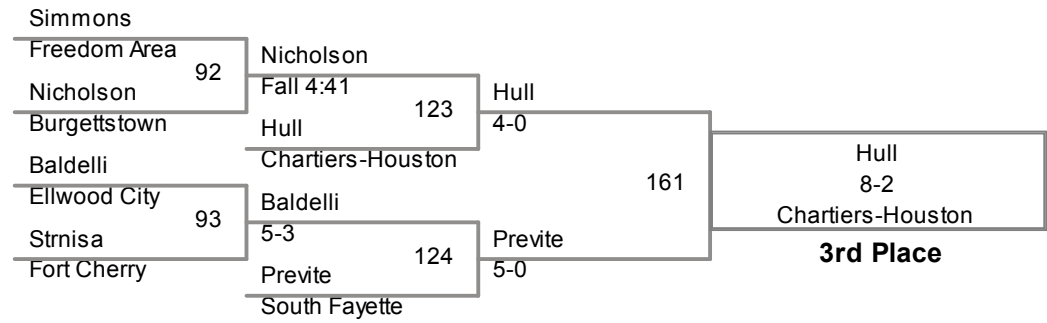 Simmons
Freedom Area
92
Nicholson
Burgettstown
Baldelli
Ellwood City
93
Strnisa
Fort Cherry
Nicholson
Fall 4:41
123
Hull
Chartiers-Houston
Baldelli
5-3
124
Previte
South Fayette
Hull
4-0
161
Previte
5-0
Hull
8-2
Chartiers-Houston
3rd Place